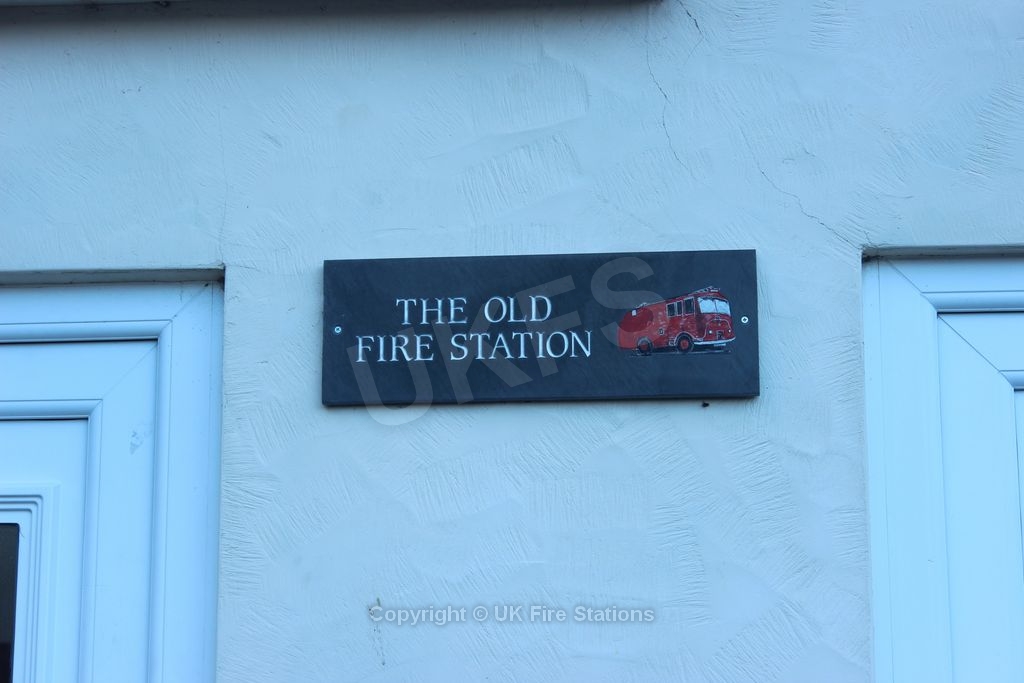 THE OLD
FIRE STATION
UKFS
Copyright © UK Fire Stations